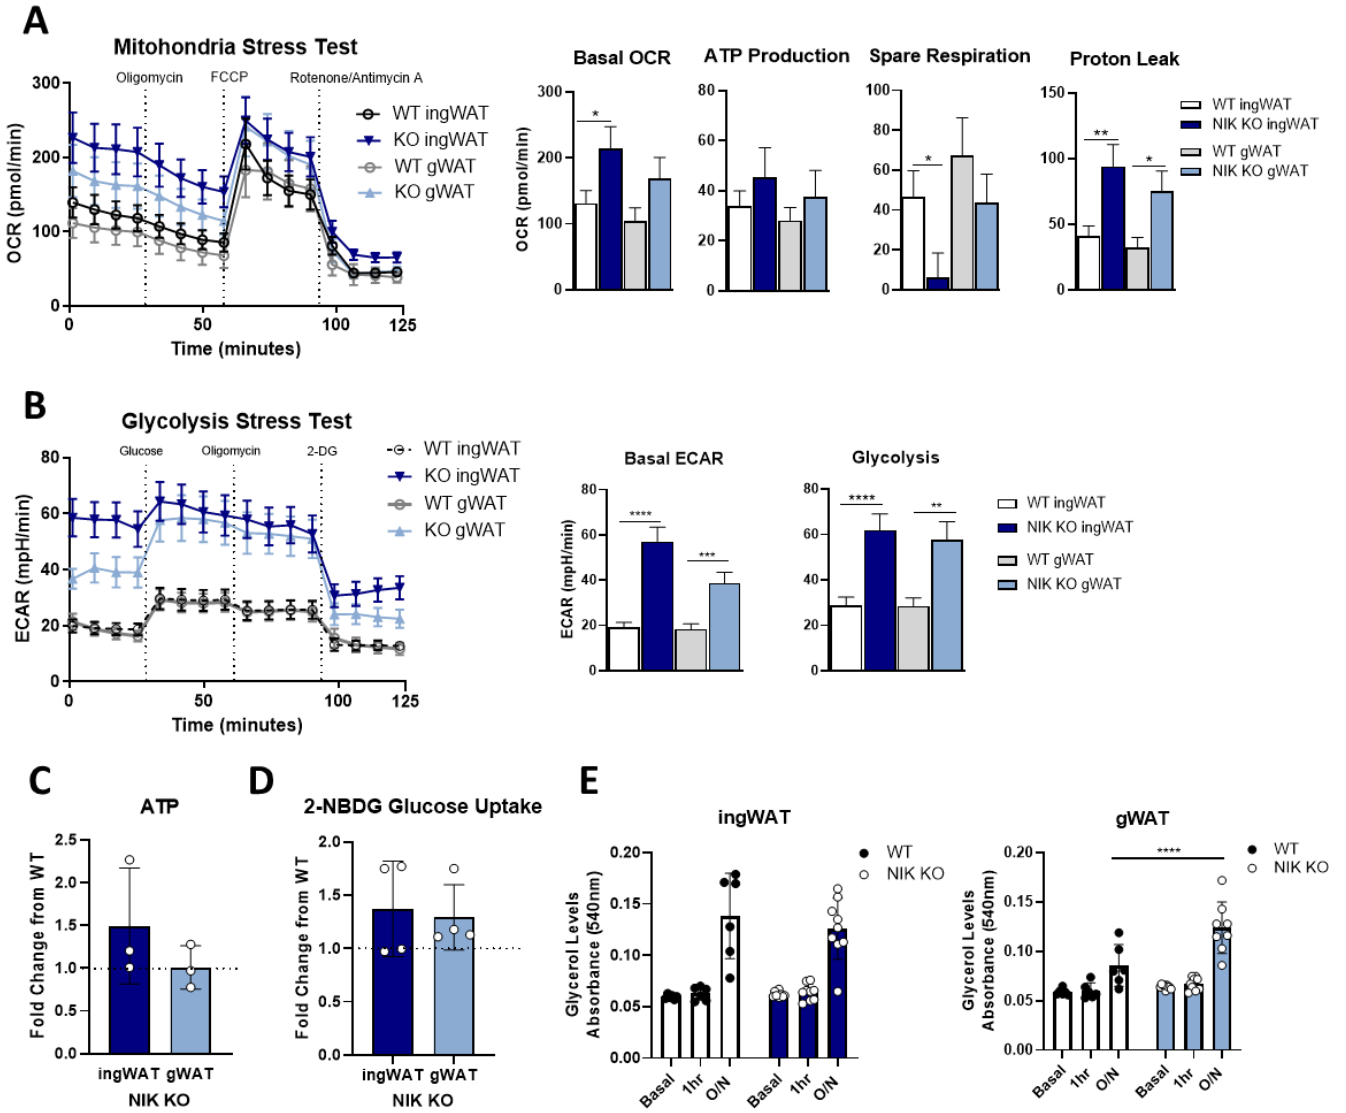 A
Mitohondria Stress Test
Oligomycin FCCP Rotenone/Antimycin A
OCR (pmol/min)
300
200
100
0
0 50 100 125
Time (minutes)
WT ingWAT
KO ingWAT
WT gWAT
KO gWAT
Basal OCR
OCR (pmol/min)
300
200
100
0
*
ATP Production
80
60
40
20
0
Spare Respiration
100
80
60
40
20
0
*
Proton Leak
150
100
50
0
**
*
WT ingWAT
NIK KO ingWAT
WT gWAT
NIK KO gWAT
B
Glycolysis Stress Test
Glucose Oligomycin 2-DG
ECAR (mpH/min)
80
60
40
20
0
0 50 100 125
Time (minutes)
WT ingWAT
KO ingWAT
WT gWAT
KO gWAT
Basal ECAR
ECAR (mpH/min)
80
60
40
20
0
****
***
Glycolysis
80
60
40
20
0
****
**
WT ingWAT
NIK KO ingWAT
WT gWAT
NIK KO gWAT
C
ATP
Fold Change from WT
2.5
2.0
1.5
1.0
0.5
0.0
ingWAT gWAT
NIK KO
D
2-NBDG Glucose Uptake
Fold Change from WT
2.0
1.5
1.0
0.5
0.0
ingWAT gWAT
NIK KO
E
ingWAT
Glycerol Levels
Absorbance (540nm)
0.20
0.15
0.10
0.05
0.00
Basal 1hr O/N Basal 1hr O/N
WT
NIK KO
gWAT
Glycerol Levels
Absorbance (540nm)
0.20
0.15
0.10
0.05
0.00
****
Basal 1hr O/N Basal 1hr O/N
WT
NIK KO